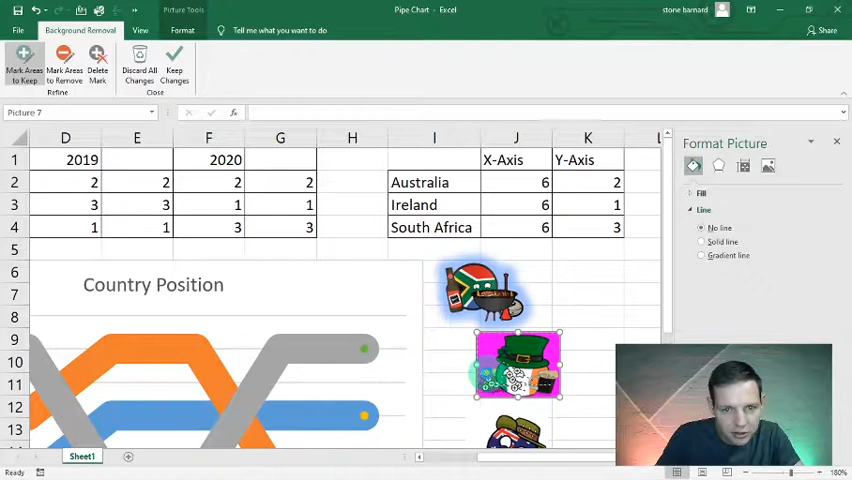 Picture Tools
Pipe Chart - Excel
stone barnard
File
Background Removal
View
Format
Tell me what you want to do
Share
Mark Areas to Keep
Mark Areas to Remove
Delete Mark
Discard All Changes
Keep Changes
Refine
Close
Picture 7
fx
D E F G H I J K L
1 2019 2020 X-Axis Y-Axis
2 2 2 2 2 Australia 6 2
3 3 3 1 1 Ireland 6 1
4 1 1 3 3 South Africa 6 3
5
6
7
8
9
10
11
12
13
14
Country Position
Format Picture
Fill
Line
No line
Solid line
Gradient line
Sheet1
Ready
180%